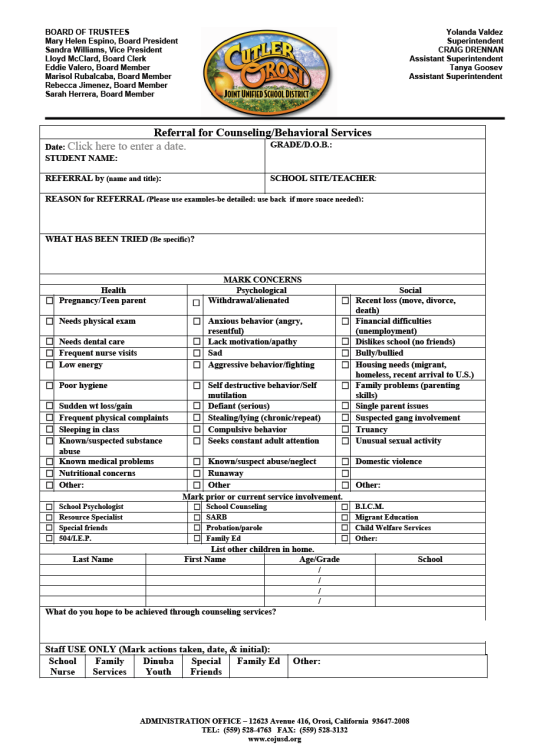 BOARD OF TRUSTEES
Mary Helen Espino, Board President
Sandra Williams, Vice President
Lloyd McClard, Board Clerk
Eddie Valero, Board Member
Marisol Rubalcaba, Board Member
Rebecca Jimenez, Board Member
Sarah Herrera, Board Member
CUTLER
OROSI
JOINT UNIFIED SCHOOL DISTRICT
Yolanda Valdez
Superintendent
CRAIG DRENNAN
Assistant Superintendent
Tanya Goosev
Assistant Superintendent
Referral for Counseling/Behavioral Services
Date: Click here to enter a date. GRADE/D.O.B.:
STUDENT NAME:
REFERRAL by (name and title): SCHOOL SITE/TEACHER:
REASON for REFERRAL (Please use examples-be detailed; use back if more space needed):
WHAT HAS BEEN TRIED (Be specific)?
MARK CONCERNS
Health Psychological Social
☐ Pregnancy/Teen parent ☐ Withdrawal/alienated ☐ Recent loss (move, divorce, death)
☐ Needs physical exam ☐ Anxious behavior (angry, resentful) ☐ Financial difficulties (unemployment)
☐ Needs dental care ☐ Lack motivation/apathy ☐ Dislikes school (no friends)
☐ Frequent nurse visits ☐ Sad ☐ Bully/bullied
☐ Low energy ☐ Aggressive behavior/fighting ☐ Housing needs (migrant, homeless, recent arrival to U.S.)
☐ Poor hygiene ☐ Self destructive behavior/Self mutilation ☐ Family problems (parenting skills)
☐ Sudden wt loss/gain ☐ Defiant (serious) ☐ Single parent issues
☐ Frequent physical complaints ☐ Stealing/lying (chronic/repeat) ☐ Suspected gang involvement
☐ Sleeping in class ☐ Compulsive behavior ☐ Truancy
☐ Known/suspected substance abuse ☐ Seeks constant adult attention ☐ Unusual sexual activity
☐ Known medical problems ☐ Known/suspect abuse/neglect ☐ Domestic violence
☐ Nutritional concerns ☐ Runaway ☐
☐ Other: ☐ Other ☐ Other:
Mark prior or current service involvement.
☐ School Psychologist ☐ School Counseling ☐ B.I.C.M.
☐ Resource Specialist ☐ SARB ☐ Migrant Education
☐ Special friends ☐ Probation/parole ☐ Child Welfare Services
☐ 504/I.E.P. ☐ Family Ed ☐ Other:
List other children in home.
Last Name First Name Age/Grade School
/ /
/
/
/
What do you hope to be achieved through counseling services?
Staff USE ONLY (Mark actions taken, date, & initial):
School Nurse Family Services Dinuba Youth Special Friends Family Ed Other:
ADMINISTRATION OFFICE – 12623 Avenue 416, Orosi, California 93647-2008
TEL: (559) 528-4763 FAX: (559) 528-3132
www.cojusd.org